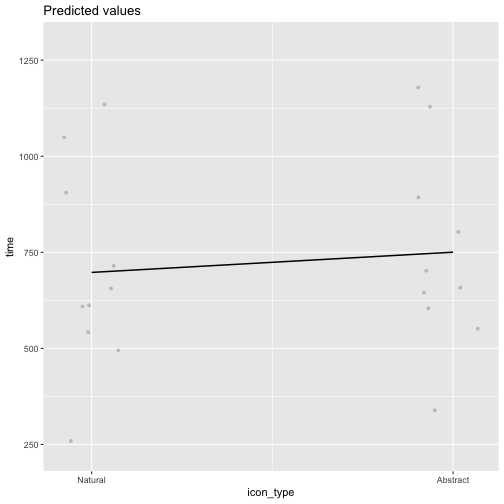 Predicted values
1250
1000
750
500
250
time
Natural
Abstract
icon_type